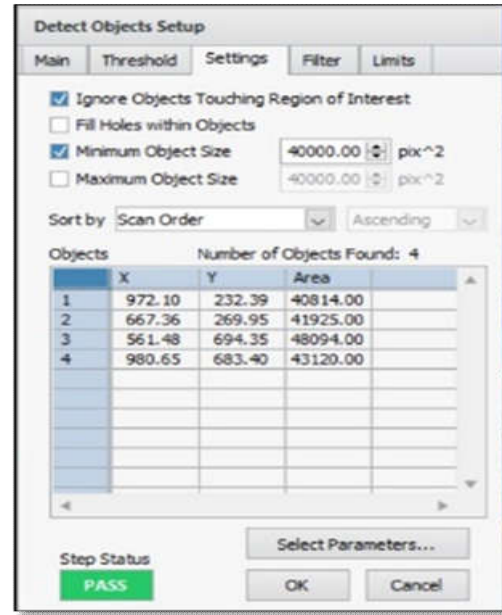 Detect Objects Setup
Main Threshold Settings Filter Limits
Ignore Objects Touching Region of Interest
Fill Holes within Objects
Minimum Object Size 40000.00 pix^2
Maximum Object Size 40000.00 pix^2
Sort by Scan Order Ascending
Objects Number of Objects Found: 4
X Y Area
1 972.10 232.39 40814.00
2 667.36 269.95 41925.00
3 561.48 694.35 48094.00
4 980.65 683.40 43120.00
Select Parameters...
Step Status
PASS OK Cancel